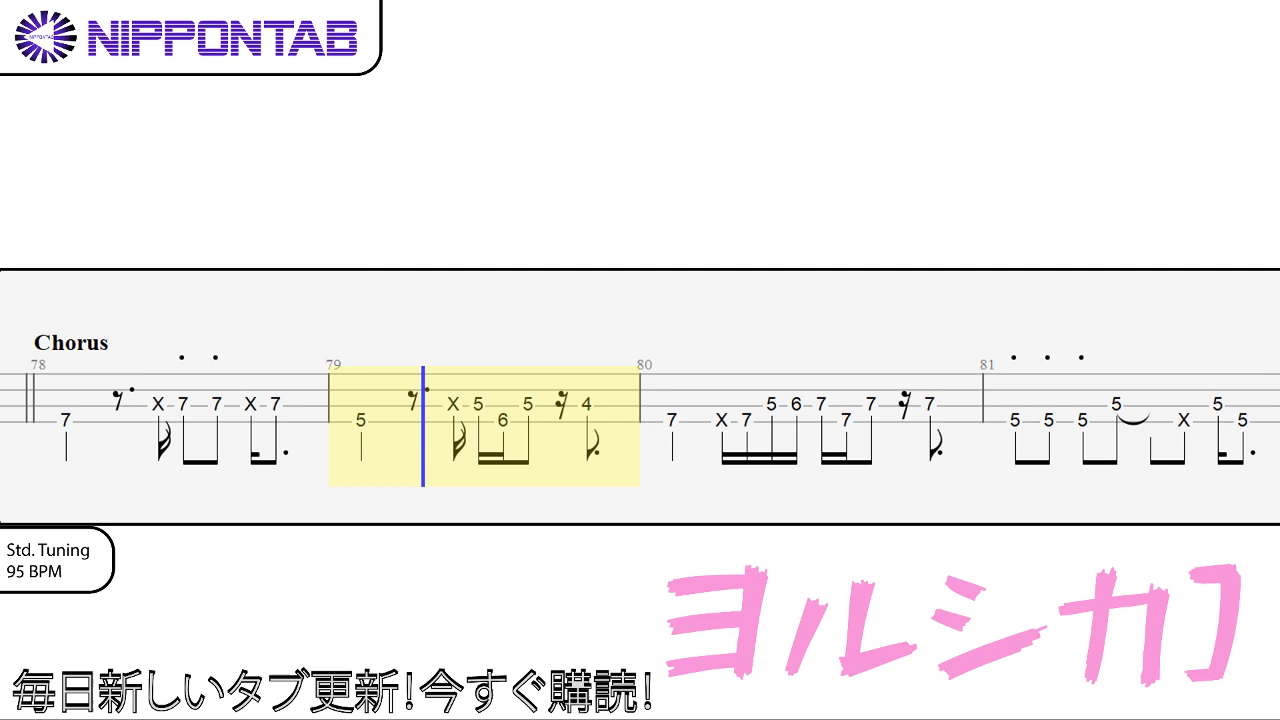 NIPPONTAB
NIPPONTAB
Chorus
78 79 80 81
X 7 7 X 7 X 5 5 4 5 6 7 7 7 5 5
7 5 6 7 X 7 7 5 5 5 X 5
Std. Tuning
95 BPM
ヨルシカ
毎日新しいタブ更新！今すぐ購読！